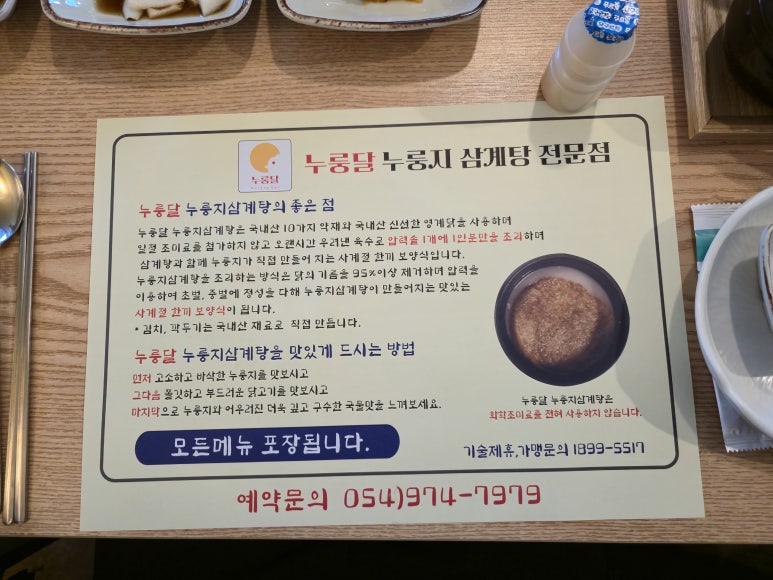 누룽달
누룽달 누룽지 삼계탕 전문점
누룽달 누룽지삼계탕의 좋은 점
누룽달 누룽지삼계탕은 국내산 10가지 약재와 국내산 신선한 영계닭을 사용하며
일절 조미료를 첨가하지 않고 오랜시간 우려낸 육수로 압력솥 1개에 1인분만을 조리하며
삼계탕과 함께 누룽지가 직접 만들어 지는 사계절 한끼 보양식입니다.
누룽지삼계탕을 조리하는 방식은 닭의 기름을 95%이상 제거하며 압력을
이용하여 초벌, 중벌에 정성을 다해 누룽지삼계탕이 만들어지는 맛있는
사계절 한끼 보양식이 됩니다.
* 김치, 깍두기는 국내산 재료로 직접 만듭니다.
누룽달 누룽지삼계탕을 맛있게 드시는 방법
먼저 고소하고 바삭한 누룽지를 맛보시고
그다음 쫄깃하고 부드러운 닭고기를 맛보시고
마지막으로 누룽지와 어우러진 더욱 깊고 구수한 국물맛을 느껴보세요.
누룽달 누룽지삼계탕은
화학조미료를 전혀 사용하지 않습니다.
모든메뉴 포장됩니다.
기술제휴,가맹문의 1899-5517
예약문의 054)974-7979